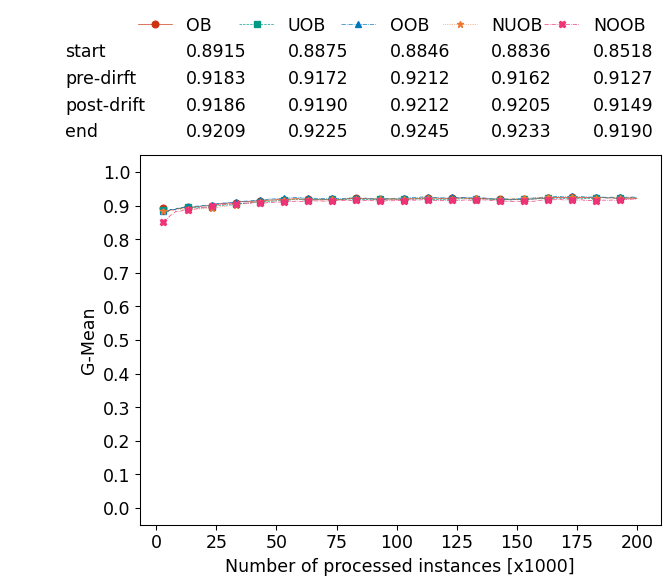 OB UOB OOB NUOB NOOB
start 0.8915 0.8875 0.8846 0.8836 0.8518
pre-dirft 0.9183 0.9172 0.9212 0.9162 0.9127
post-drift 0.9186 0.9190 0.9212 0.9205 0.9149
end 0.9209 0.9225 0.9245 0.9233 0.9190
1.0
0.9
0.8
0.7
0.6
0.5
0.4
0.3
0.2
0.1
0.0
G-Mean
0 25 50 75 100 125 150 175 200
Number of processed instances [x1000]